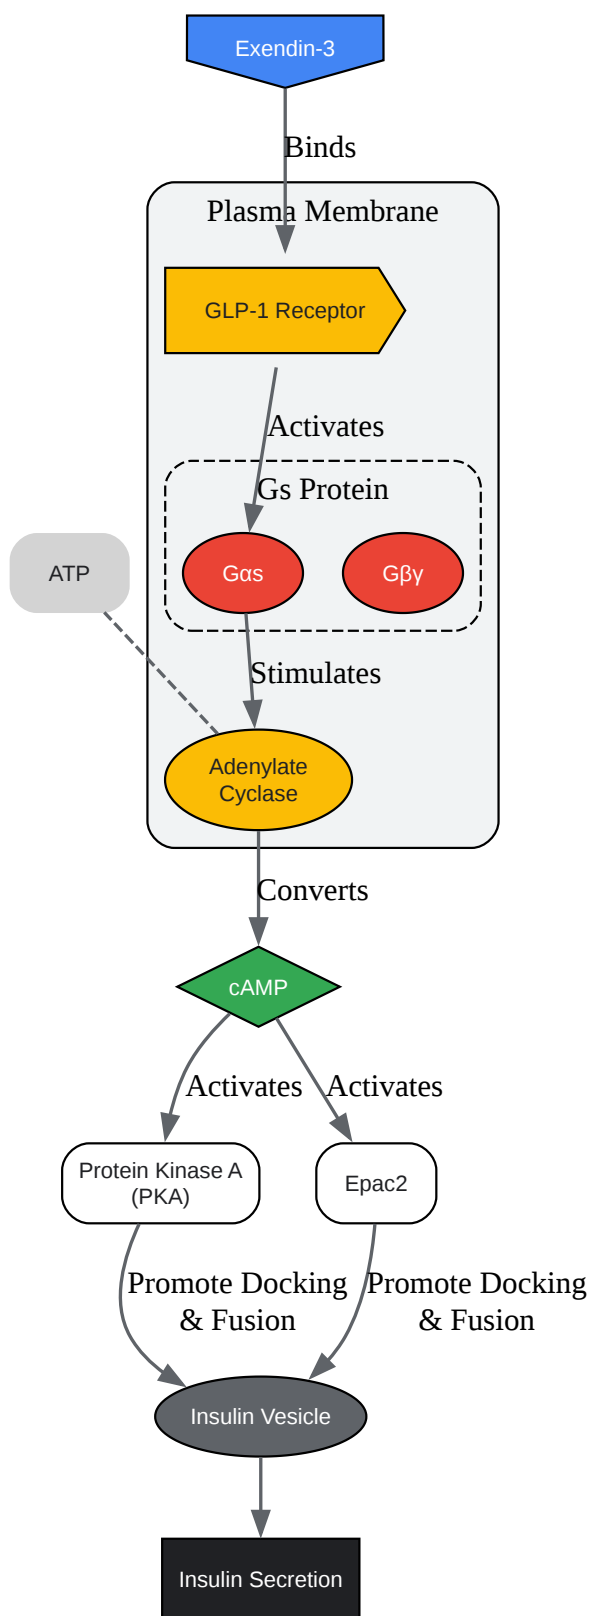 Exendin-3
Binds
Plasma Membrane
GLP-1 Receptor
Activates
Gs Protein
ATP
Gαs
Gβγ
Stimulates
Adenylate
Cyclase
Converts
cAMP
Activates
Activates
Protein Kinase A
(PKA)
Epac2
Promote Docking
& Fusion
Promote Docking
& Fusion
Insulin Vesicle
Insulin Secretion